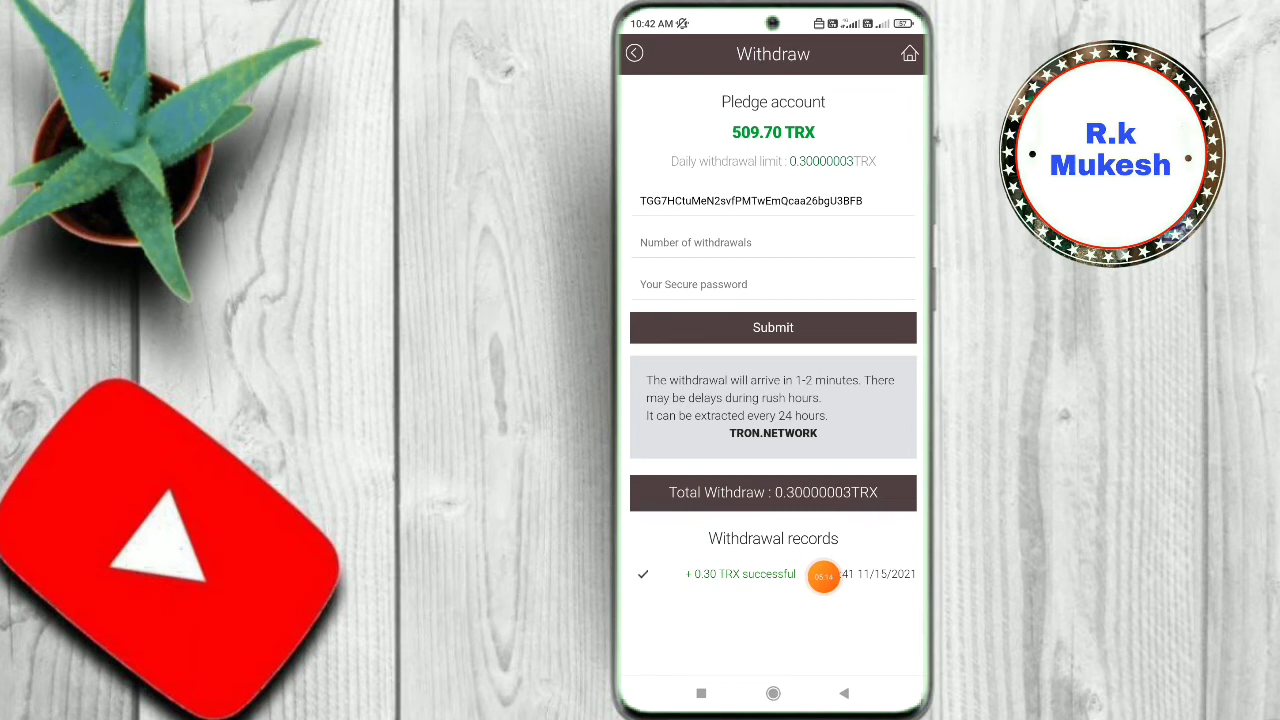 10:42 AM
57
Withdraw
Pledge account
509.70 TRX
Daily withdrawal limit : 0.30000003TRX
TGG7HCtuMeN2svfPMTwEmQcaa26bgU3BFB
Number of withdrawals
Your Secure password
Submit
The withdrawal will arrive in 1-2 minutes. There
may be delays during rush hours.
It can be extracted every 24 hours.
TRON.NETWORK
Total Withdraw : 0.30000003TRX
Withdrawal records
+ 0.30 TRX successful
05:14
:41 11/15/2021
R.k
Mukesh